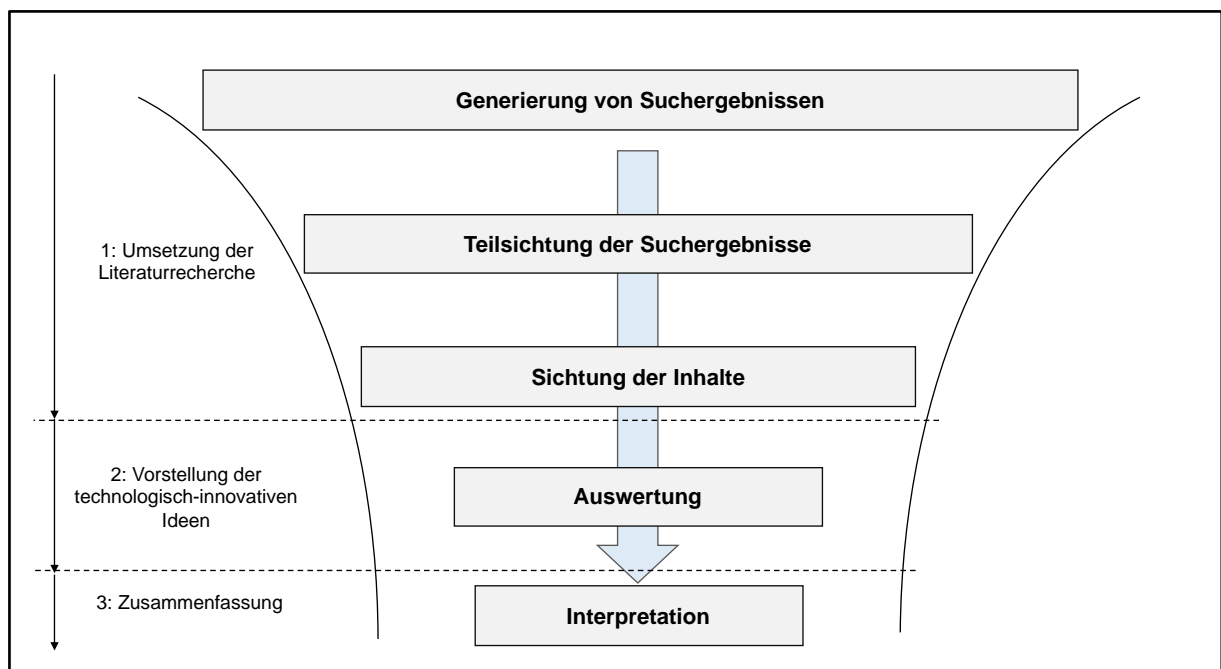 Generierung von Suchergebnissen
Teilsichtung der Suchergebnisse
1: Umsetzung der
Literaturrecherche
Sichtung der Inhalte
2: Vorstellung der
technologisch-innovativen
Ideen
Auswertung
3: Zusammenfassung
Interpretation